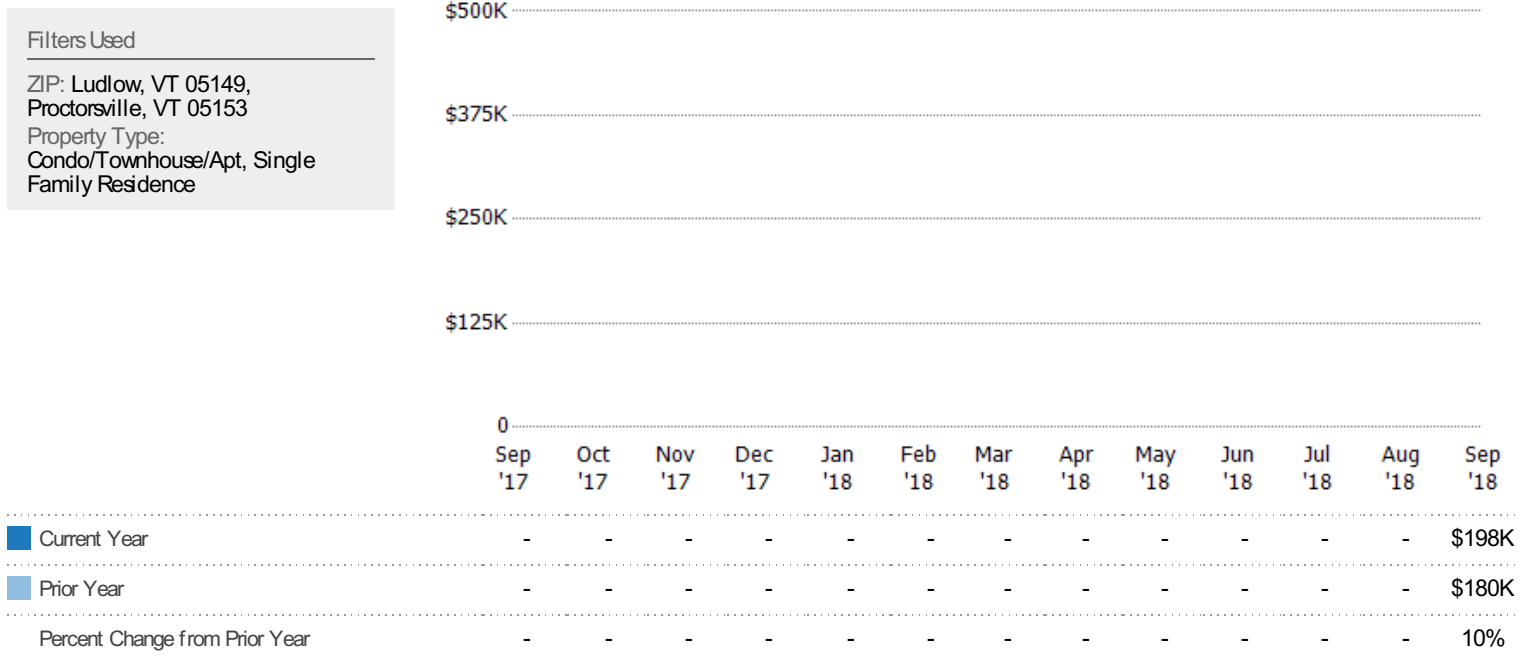 Filters Used
ZIP: Ludlow, VT 05149,
Proctorsville, VT 05153
Property Type:
Condo/Townhouse/Apt, Single
Family Residence
$500K
$375K
$250K
$125K
0
Sep Oct Nov Dec Jan Feb Mar Apr May Jun Jul Aug Sep
'17 '17 '17 '17 '18 '18 '18 '18 '18 '18 '18 '18 '18
Current Year - - - - - - - - - - - - $198K
Prior Year - - - - - - - - - - - - $180K
Percent Change from Prior Year - - - - - - - - - - - - 10%